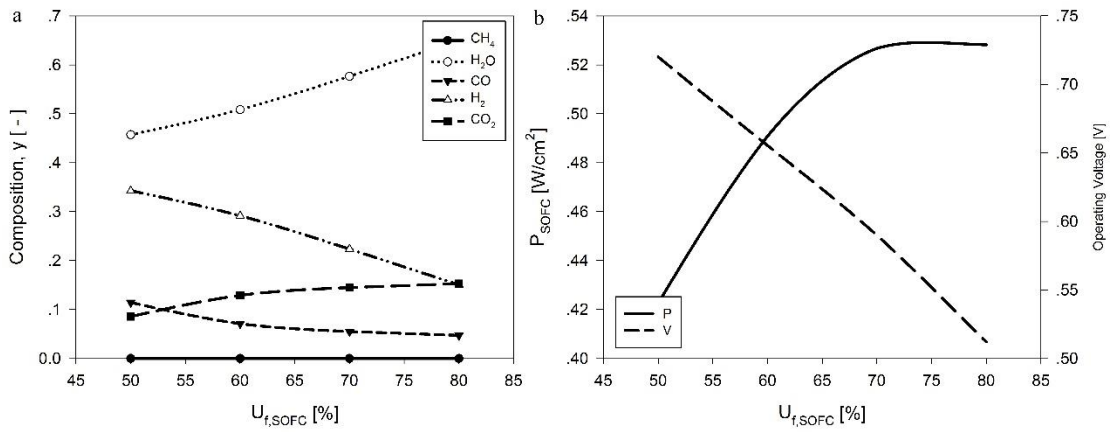 a
.7
.6
.5
.4
.3
.2
.1
0.0
Composition, y [ - ]
CH4
H2O
CO
H2
CO2
45 50 55 60 65 70 75 80 85
Uf,SOFC [%]
b
.54
.52
.50
.48
.46
.44
.42
.40
PSOFC [W/cm2]
P
V
.75
.70
.65
.60
.55
.50
Operating Voltage [V]
45 50 55 60 65 70 75 80 85
Uf,SOFC [%]